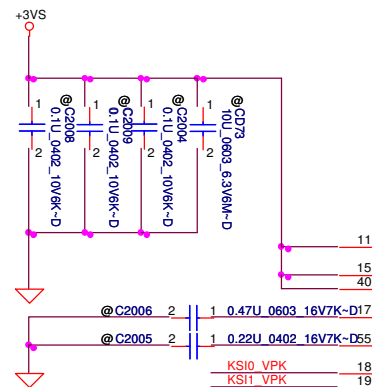 +3VS
1
2
@C2008
0.1U_0402_10V6K~D
1
2
@C2009
0.1U_0402_10V6K~D
1
2
@C2004
0.1U_0402_10V6K~D
1
2
@CD73
10U_0603_6.3V6M~D
11
15
40
@C2006 2 1 0.47U_0603_16V7K~D 17
@C2005 2 1 0.22U_0402_16V7K~D 55
KSI0_VPK 18
KSI1_VPK 19